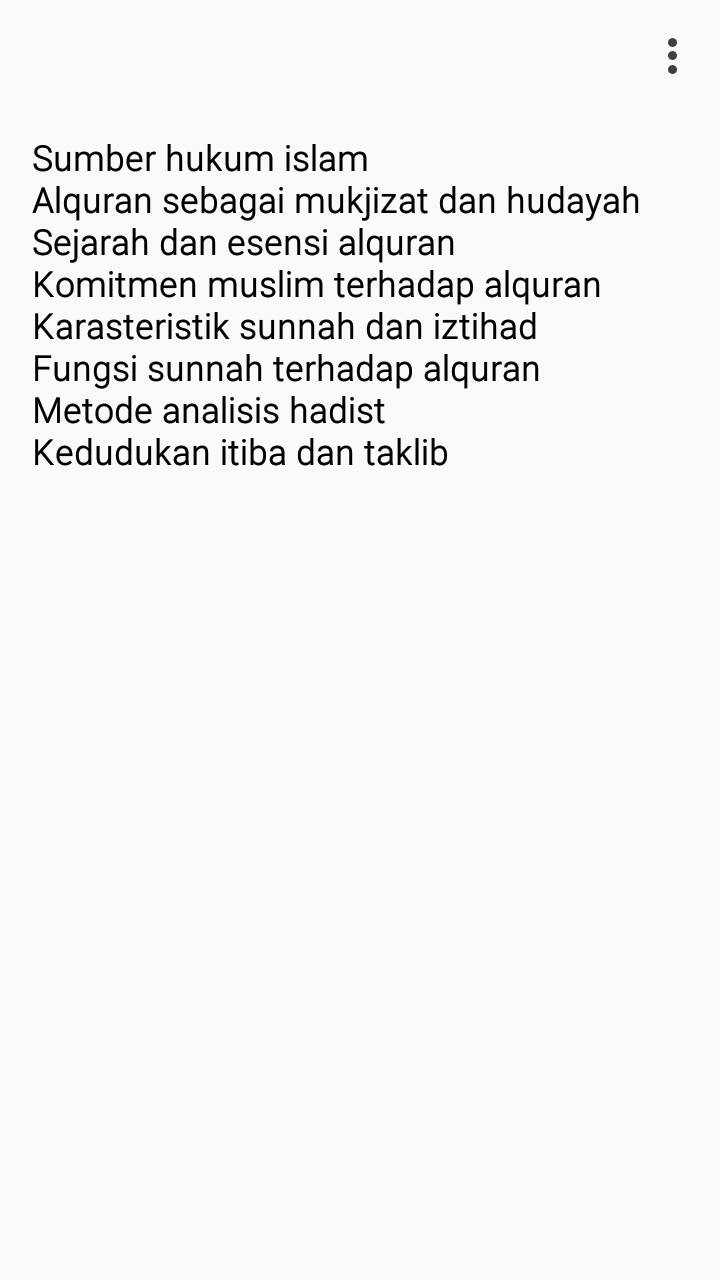 Sumber hukum islam
Alquran sebagai mukjizat dan hudayah
Sejarah dan esensi alquran
Komitmen muslim terhadap alquran
Karasteristik sunnah dan iztihad
Fungsi sunnah terhadap alquran
Metode analisis hadist
Kedudukan itiba dan taklib